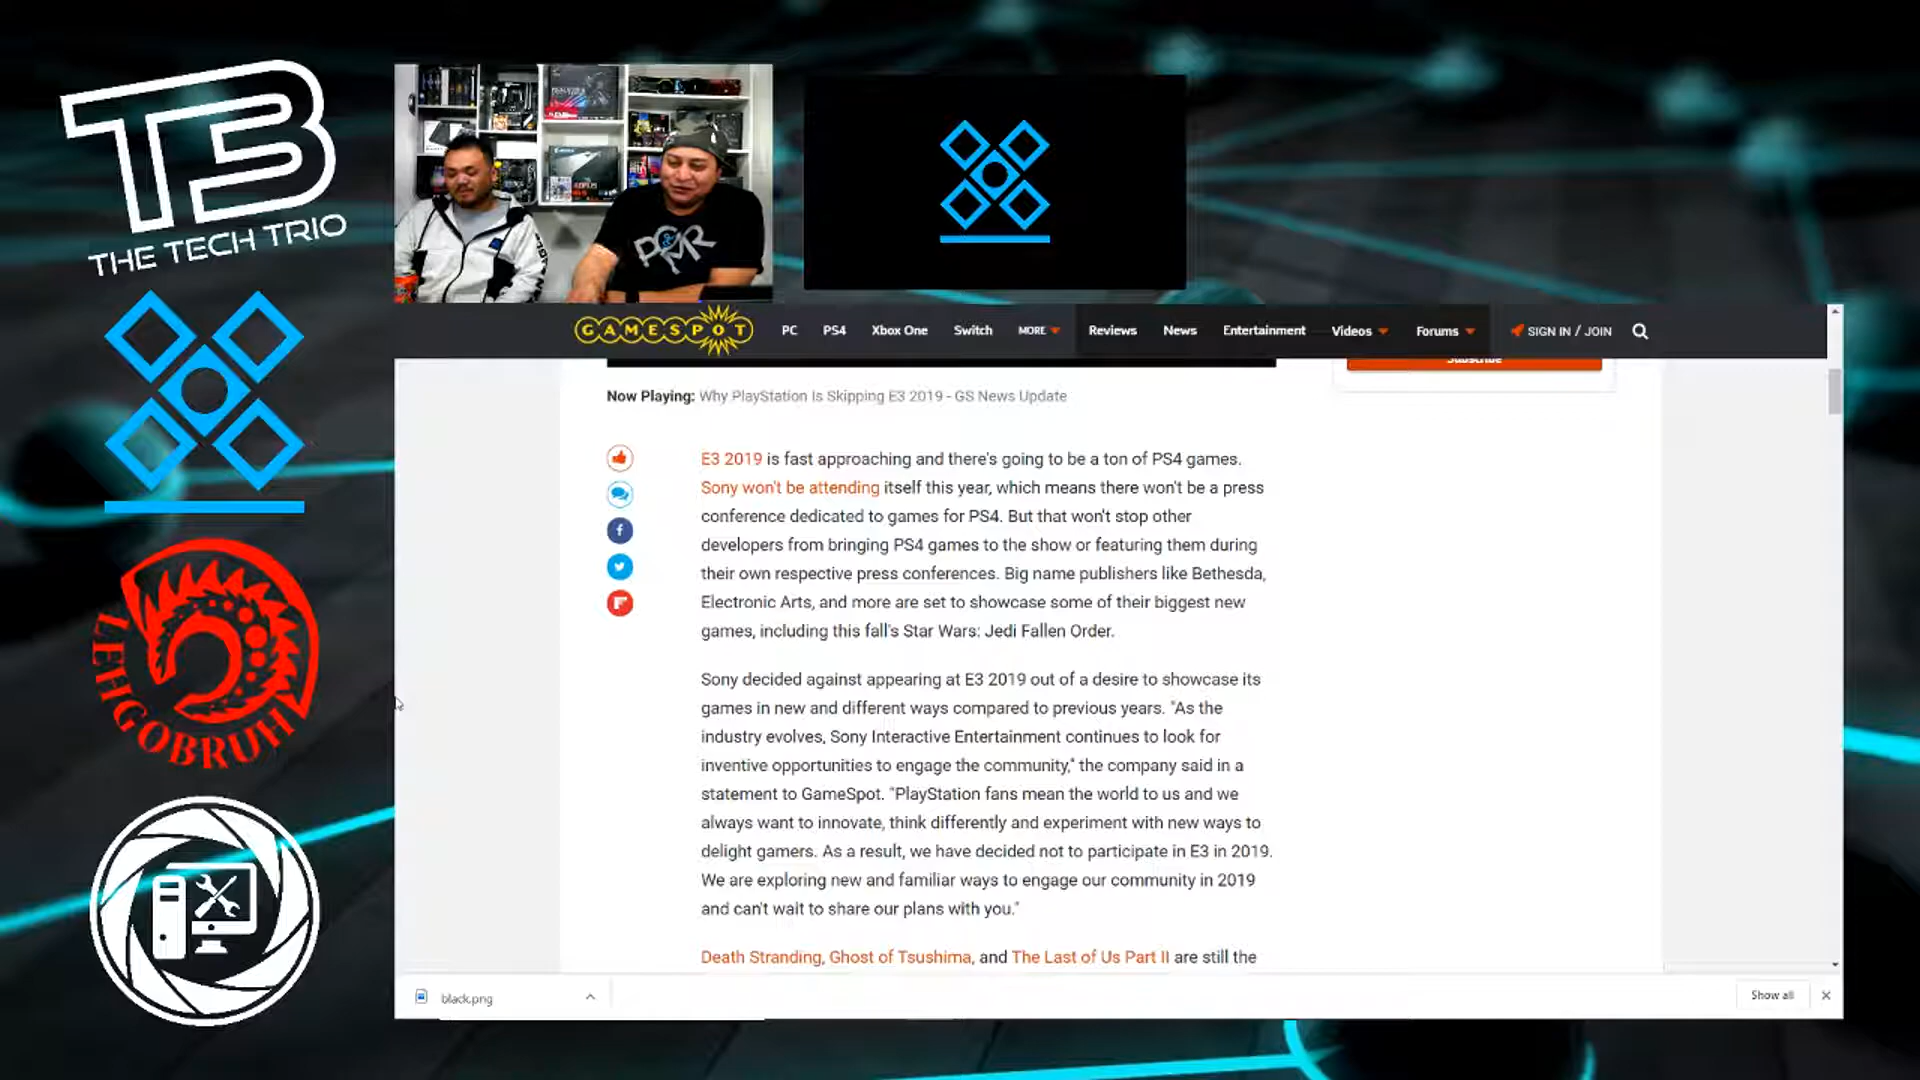 T3
THE TECH TRIO
LEHGOBRUH
PCMR
GAMESPOT
PC
PS4
Xbox One
Switch
MORE
Reviews
News
Entertainment
Videos
Forums
SIGN IN / JOIN
Subscribe
Now Playing: Why PlayStation Is Skipping E3 2019 - GS News Update
E3 2019 is fast approaching and there's going to be a ton of PS4 games.
Sony won't be attending itself this year, which means there won't be a press
conference dedicated to games for PS4. But that won't stop other
developers from bringing PS4 games to the show or featuring them during
their own respective press conferences. Big name publishers like Bethesda,
Electronic Arts, and more are set to showcase some of their biggest new
games, including this fall's Star Wars: Jedi Fallen Order.
Sony decided against appearing at E3 2019 out of a desire to showcase its
games in new and different ways compared to previous years. "As the
industry evolves, Sony Interactive Entertainment continues to look for
inventive opportunities to engage the community," the company said in a
statement to GameSpot. "PlayStation fans mean the world to us and we
always want to innovate, think differently and experiment with new ways to
delight gamers. As a result, we have decided not to participate in E3 in 2019.
We are exploring new and familiar ways to engage our community in 2019
and can't wait to share our plans with you."
Death Stranding, Ghost of Tsushima, and The Last of Us Part II are still the
black.png
Show all